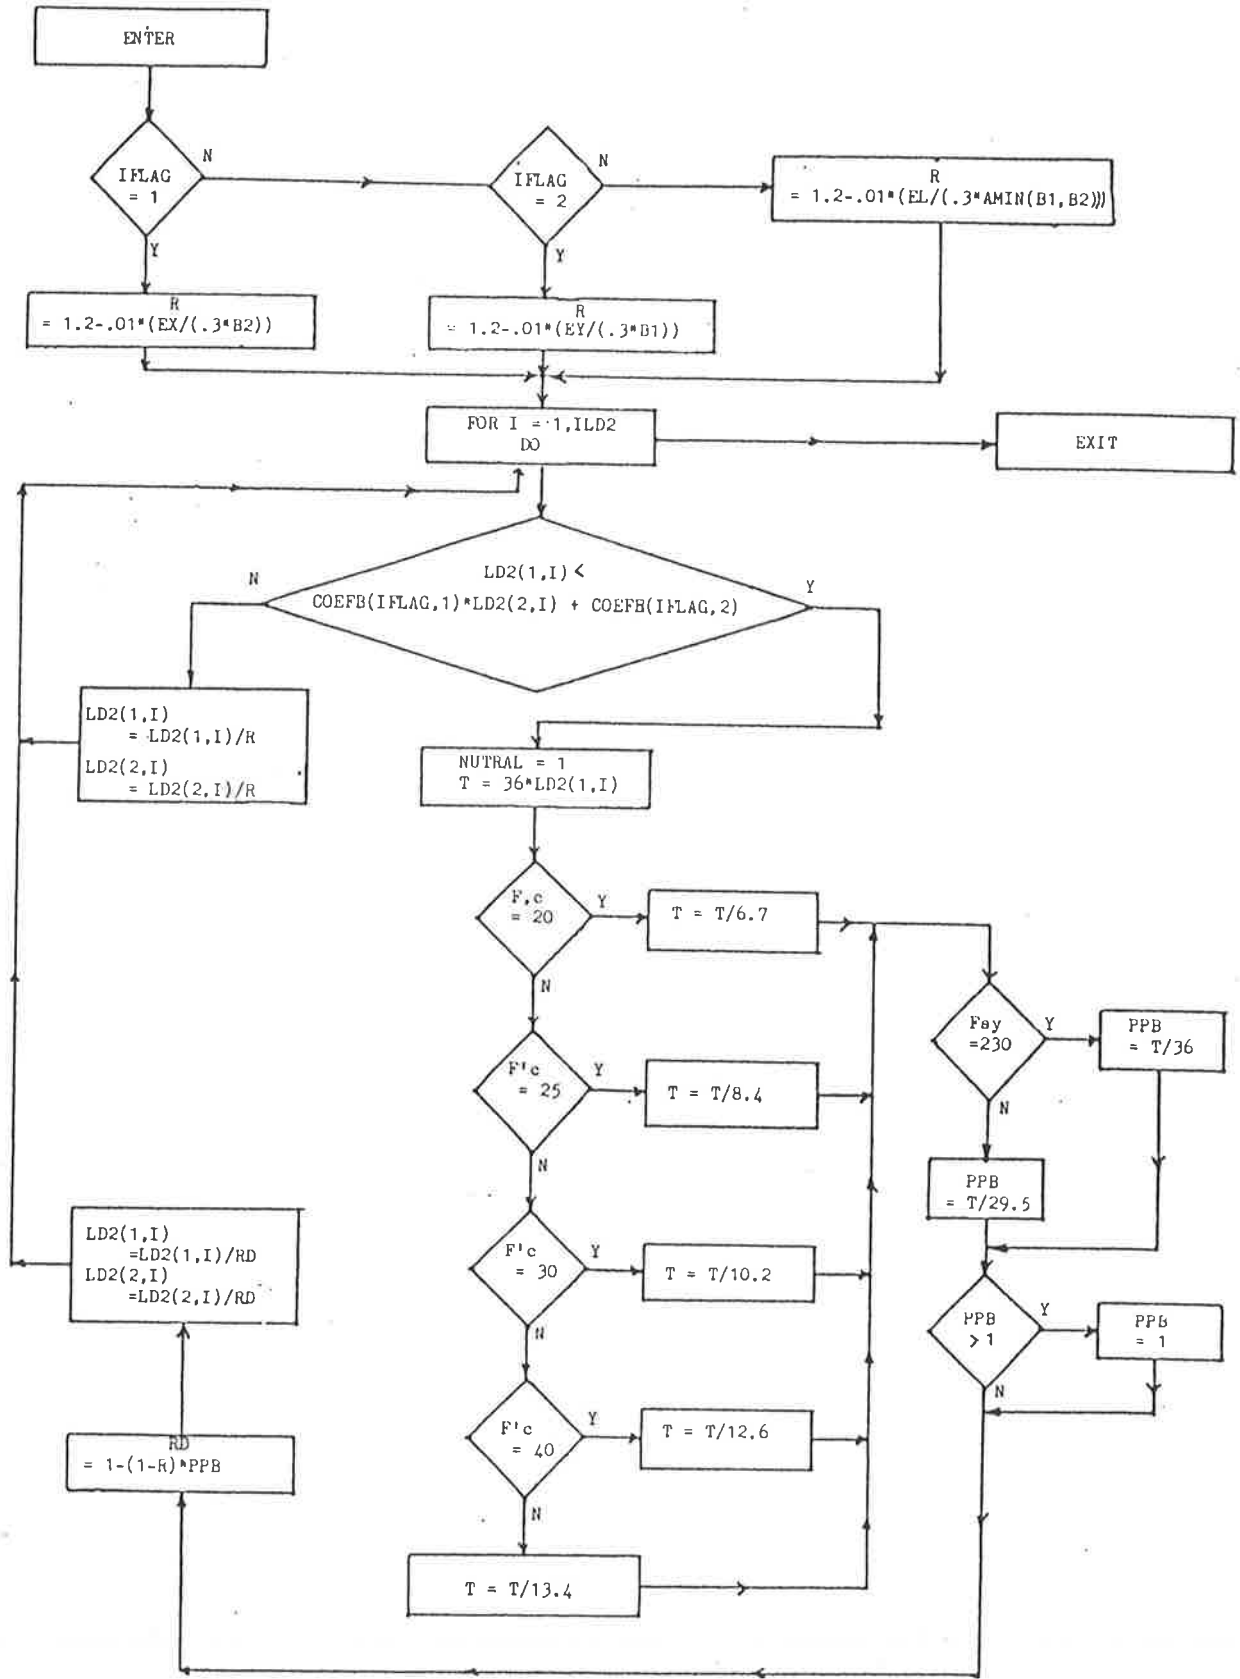 ENTER
IFLAG
= 1
N
Y
IFLAG
= 2
N
Y
R
= 1.2-.01*(EL/(.3*AMIN(B1,B2)))
R
= 1.2-.01*(EX/(.3*B2))
R
= 1.2-.01*(EY/(.3*B1))
FOR I = 1,ILD2
DO
EXIT
LD2(1,I) <
COEFB(IFLAG,1)*LD2(2,I) + COEFB(IFLAG,2)
N
Y
LD2(1,I)
= LD2(1,I)/R
LD2(2,I)
= LD2(2,I)/R
NUTRAL = 1
T = 36*LD2(1,I)
F,c
= 20
Y
N
T = T/6.7
F'c
= 25
Y
N
T = T/8.4
F'c
= 30
Y
N
T = T/10.2
F'c
= 40
Y
N
T = T/12.6
T = T/13.4
Fsy
=230
Y
N
PPB
= T/36
PPB
= T/29.5
PPB
> 1
Y
N
PPB
= 1
LD2(1,I)
=LD2(1,I)/RD
LD2(2,I)
=LD2(2,I)/RD
RD
= 1-(1-R)*PPB